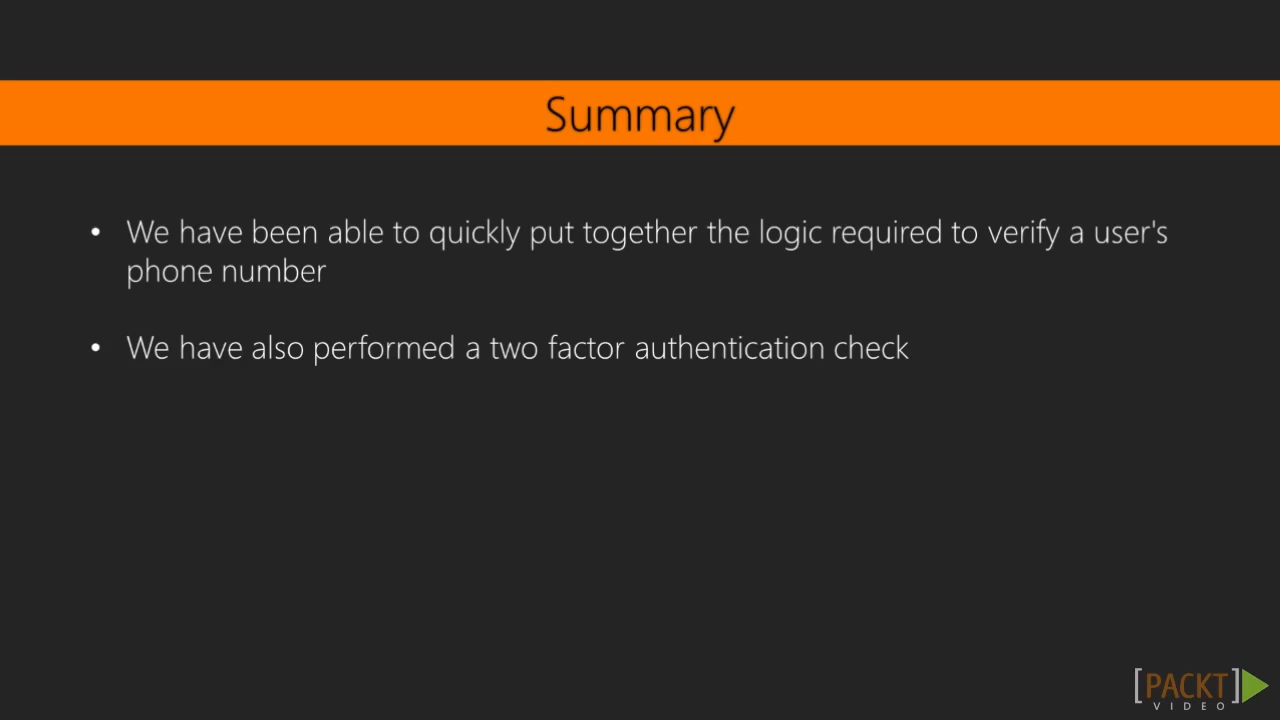 Summary
• We have been able to quickly put together the logic required to verify a user's
phone number
• We have also performed a two factor authentication check
[PACKT]
VIDEO